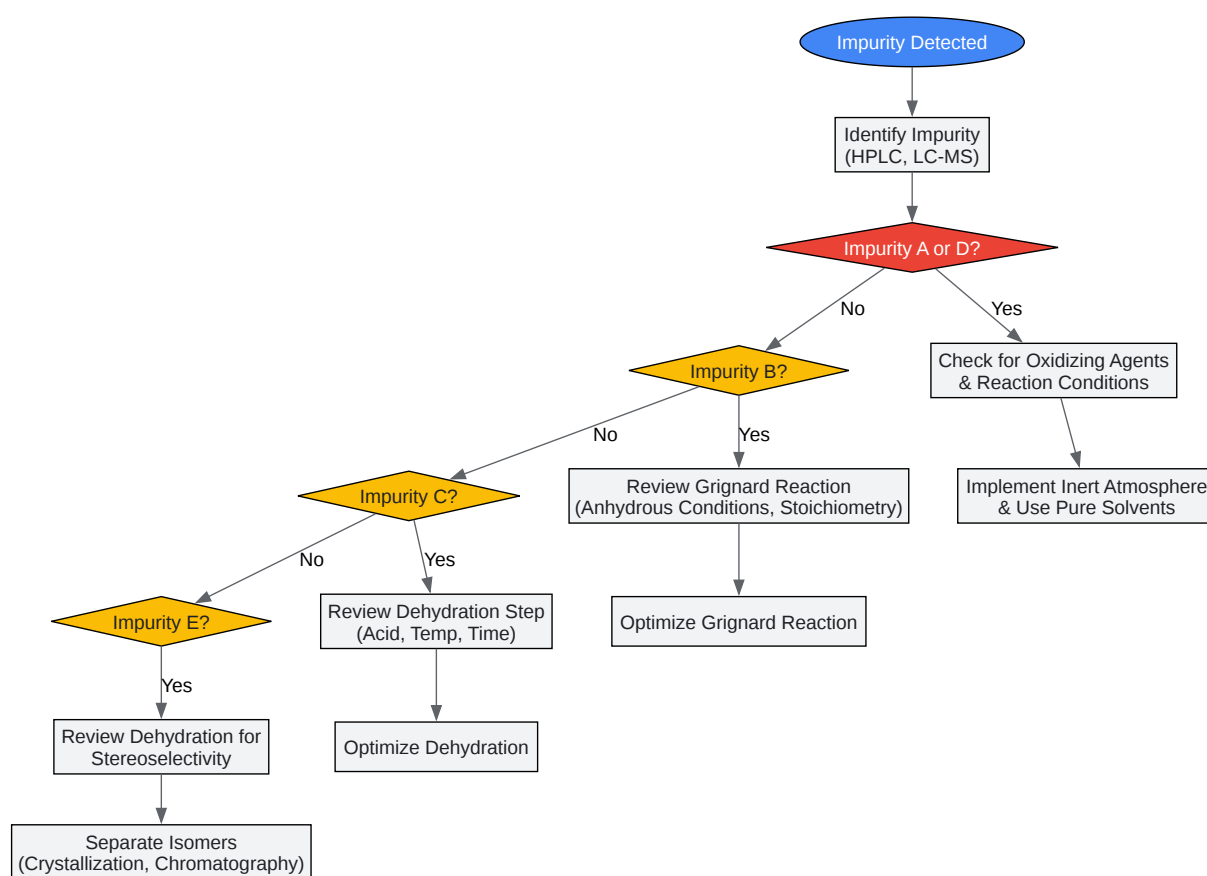 Impurity Detected
Identify Impurity
(HPLC, LC-MS)
Impurity A or D?
No
Yes
Impurity B?
Check for Oxidizing Agents
& Reaction Conditions
No
Yes
Impurity C?
Review Grignard Reaction
(Anhydrous Conditions, Stoichiometry)
Implement Inert Atmosphere
& Use Pure Solvents
No
Yes
Impurity E?
Review Dehydration Step
(Acid, Temp, Time)
Optimize Grignard Reaction
Yes
Review Dehydration for
Stereoselectivity
Optimize Dehydration
Separate Isomers
(Crystallization, Chromatography)